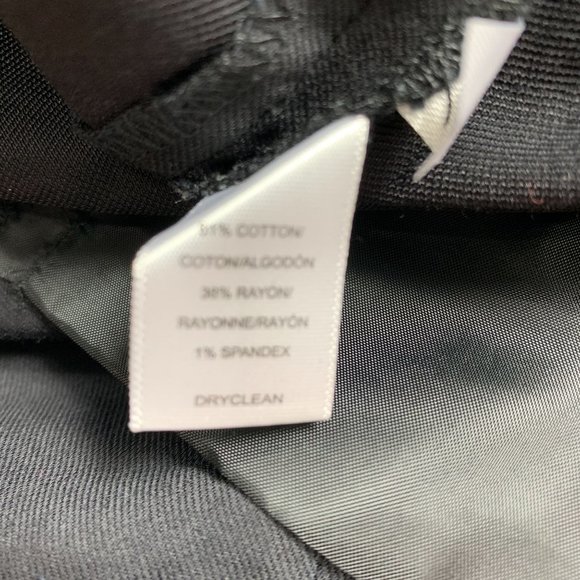 61% COTTON/
COTON/ALGODÓN
38% RAYON/
RAYONNE/RAYÓN
1% SPANDEX
DRYCLEAN